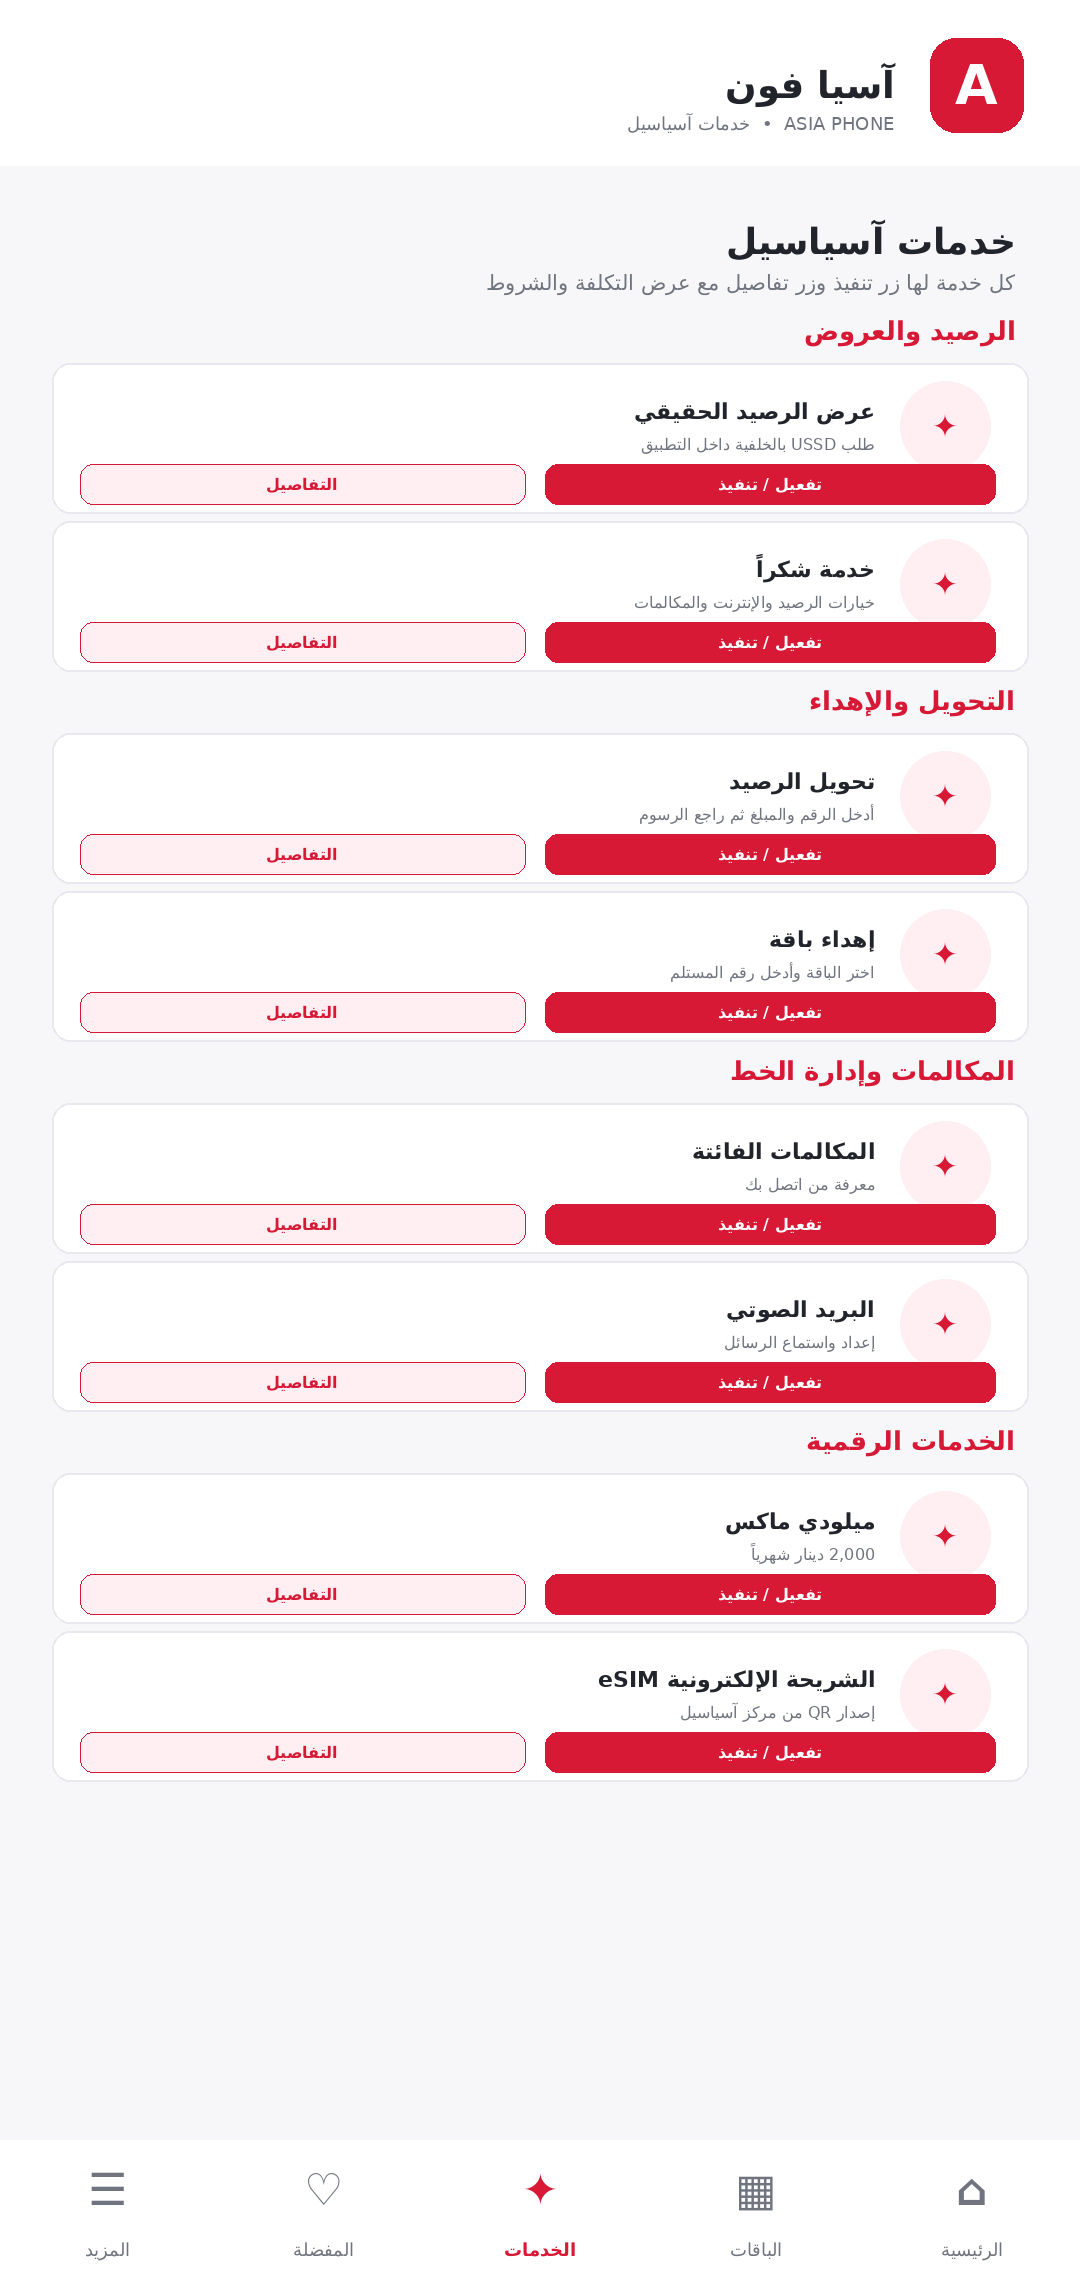 A
آسيا فون
ASIA PHONE • خدمات آسياسيل
خدمات آسياسيل
كل خدمة لها زر تنفيذ وزر تفاصيل مع عرض التكلفة والشروط
الرصيد والعروض
عرض الرصيد الحقيقي
طلب USSD بالخلفية داخل التطبيق
تفعيل / تنفيذ
التفاصيل
خدمة شكراً
خيارات الرصيد والإنترنت والمكالمات
تفعيل / تنفيذ
التفاصيل
التحويل والإهداء
تحويل الرصيد
أدخل الرقم والمبلغ ثم راجع الرسوم
تفعيل / تنفيذ
التفاصيل
إهداء باقة
اختر الباقة وأدخل رقم المستلم
تفعيل / تنفيذ
التفاصيل
المكالمات وإدارة الخط
المكالمات الفائتة
معرفة من اتصل بك
تفعيل / تنفيذ
التفاصيل
البريد الصوتي
إعداد واستماع الرسائل
تفعيل / تنفيذ
التفاصيل
الخدمات الرقمية
ميلودي ماكس
2,000 دينار شهرياً
تفعيل / تنفيذ
التفاصيل
الشريحة الإلكترونية eSIM
إصدار QR من مركز آسياسيل
تفعيل / تنفيذ
التفاصيل
الرئيسية
الباقات
الخدمات
المفضلة
المزيد